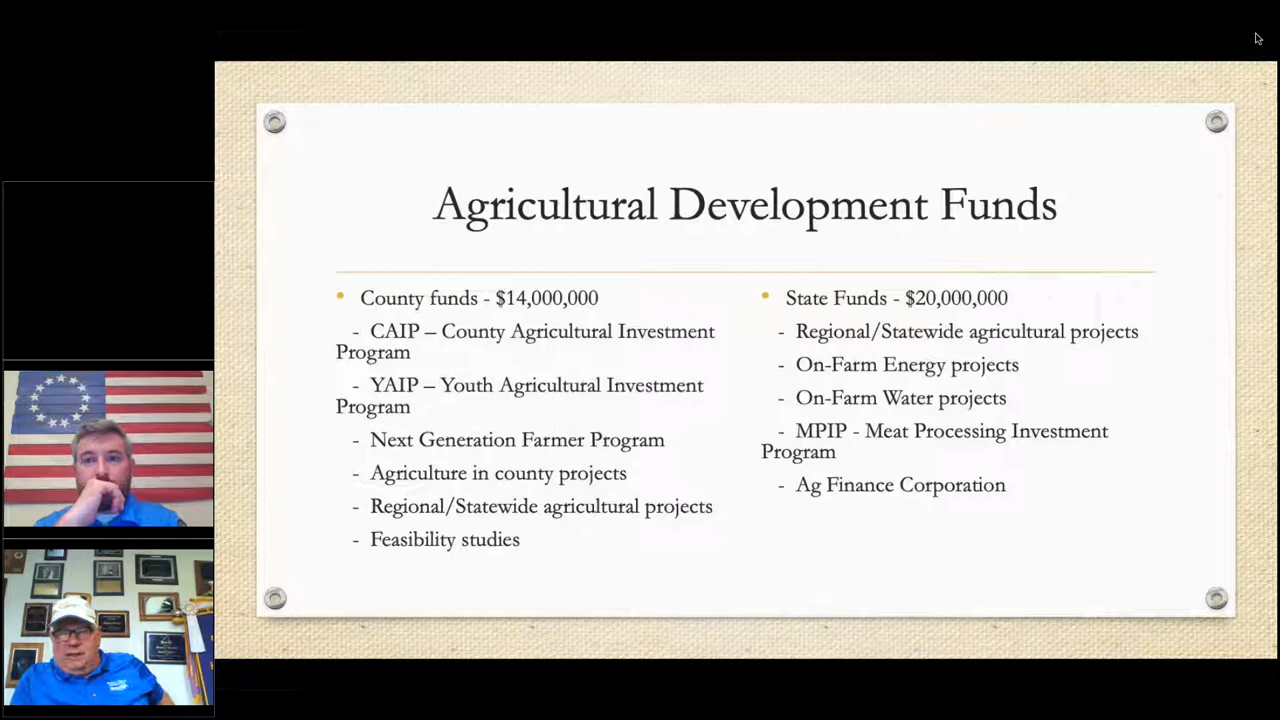 Agricultural Development Funds
• County funds - $14,000,000
- CAIP – County Agricultural Investment
Program
- YAIP – Youth Agricultural Investment
Program
- Next Generation Farmer Program
- Agriculture in county projects
- Regional/Statewide agricultural projects
- Feasibility studies
• State Funds - $20,000,000
- Regional/Statewide agricultural projects
- On-Farm Energy projects
- On-Farm Water projects
- MPIP - Meat Processing Investment
Program
- Ag Finance Corporation